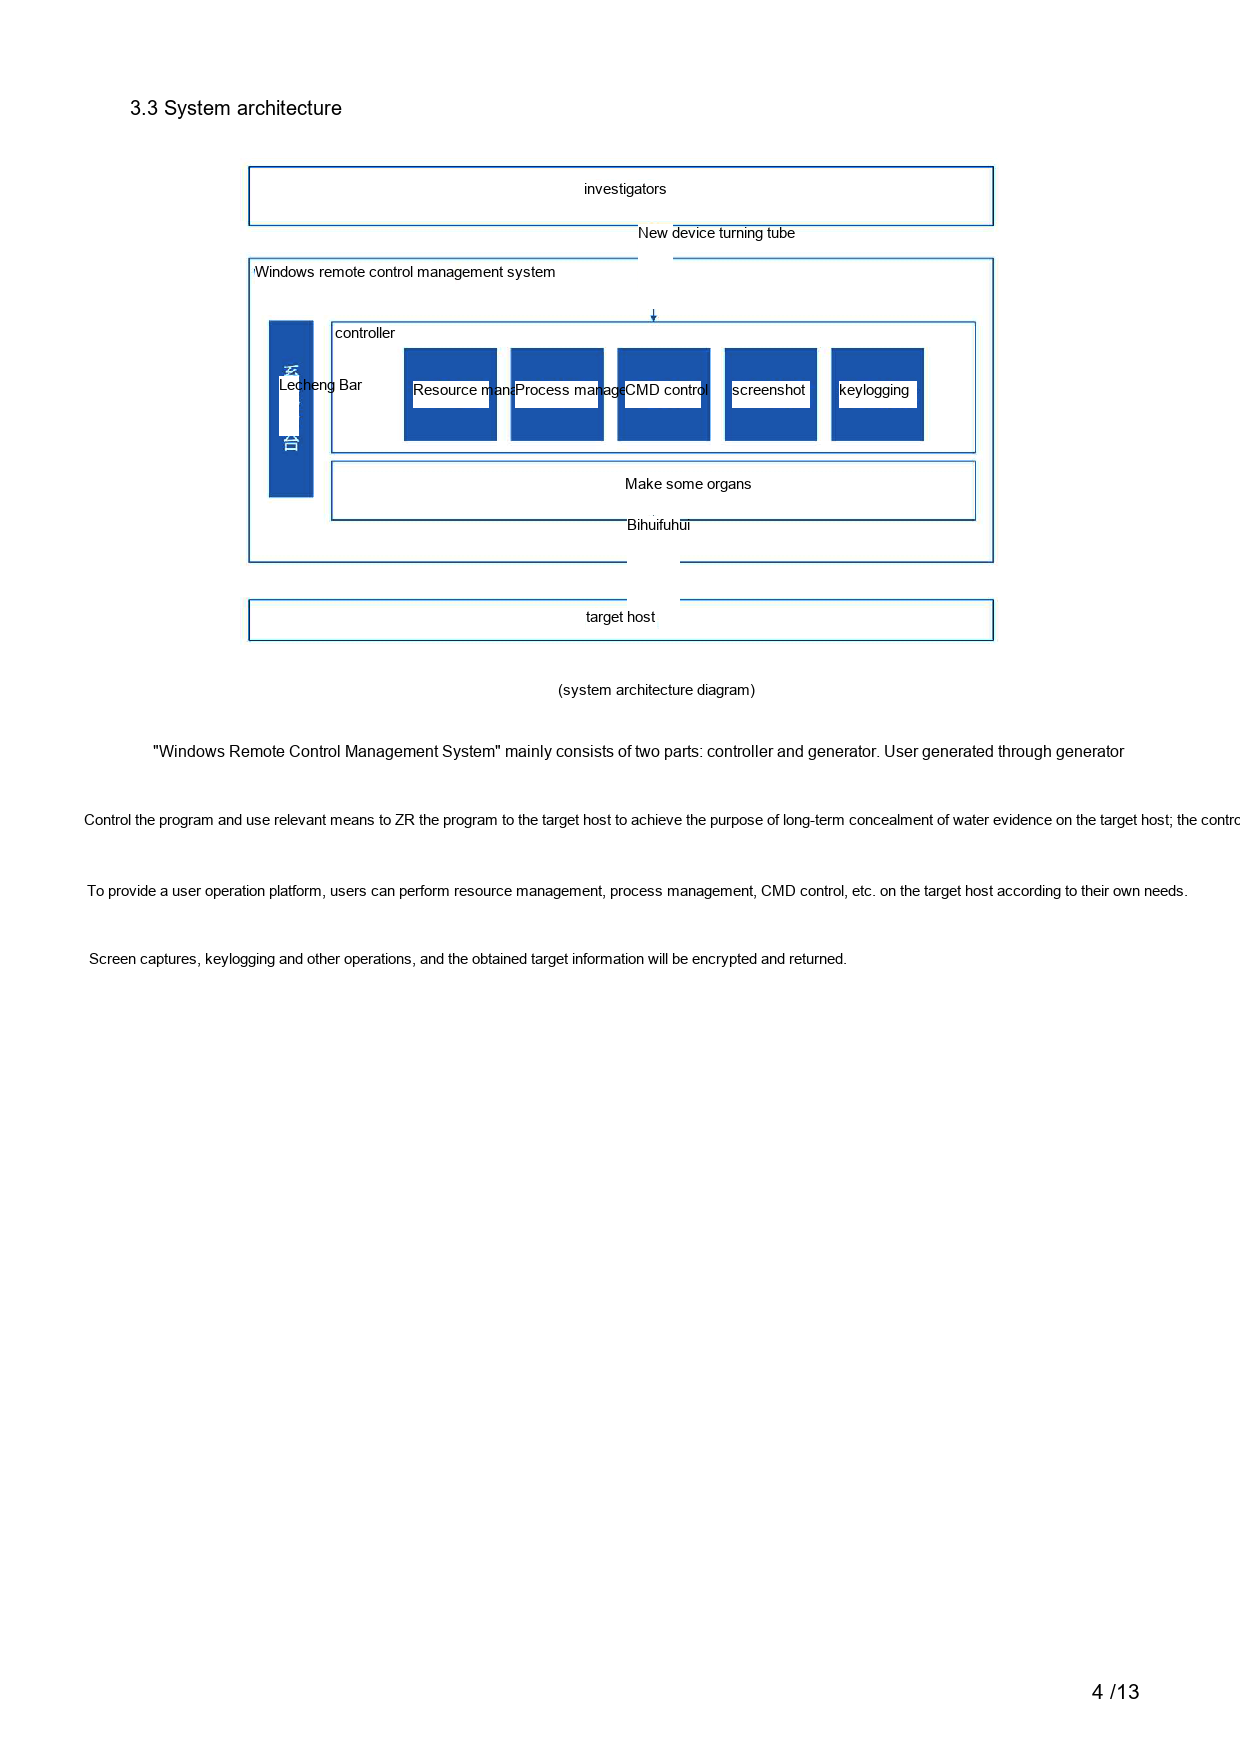 3.3 System architecture
investigators
New device turning tube
Windows remote control management system
controller
系
Lecheng Bar
台
Resource mana
Process manage
CMD control
screenshot
keylogging
Make some organs
Bihuifuhui
target host
(system architecture diagram)
"Windows Remote Control Management System" mainly consists of two parts: controller and generator. User generated through generator
Control the program and use relevant means to ZR the program to the target host to achieve the purpose of long-term concealment of water evidence on the target host; the contro
To provide a user operation platform, users can perform resource management, process management, CMD control, etc. on the target host according to their own needs.
Screen captures, keylogging and other operations, and the obtained target information will be encrypted and returned.
4 /13